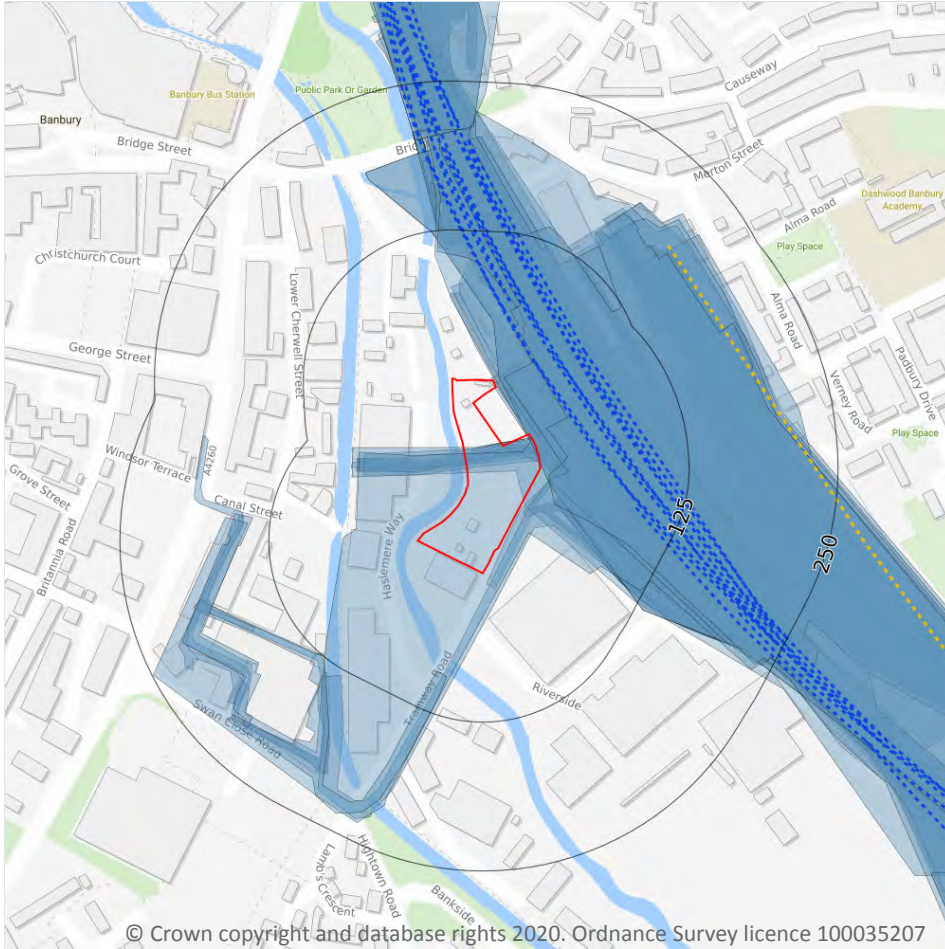 Causeway
Public Park Or Garden
Banbury Bus Station
Banbury
Bridge Street
Merton Street
Dashwood Banbury
Academy
Alma Road
Play Space
Christchurch Court
Lower Cherwell Street
Alma Road
George Street
Padbury Drive
Verney Road
Play Space
Windsor Terrace
A4260
Grove Street
Canal Street
125
Britannia Road
Haslemere Way
250
Tramway Road
Riverside
Swan Close Road
Hightown Road
Lamb's Crescent
Bankside
© Crown copyright and database rights 2020. Ordnance Survey licence 100035207